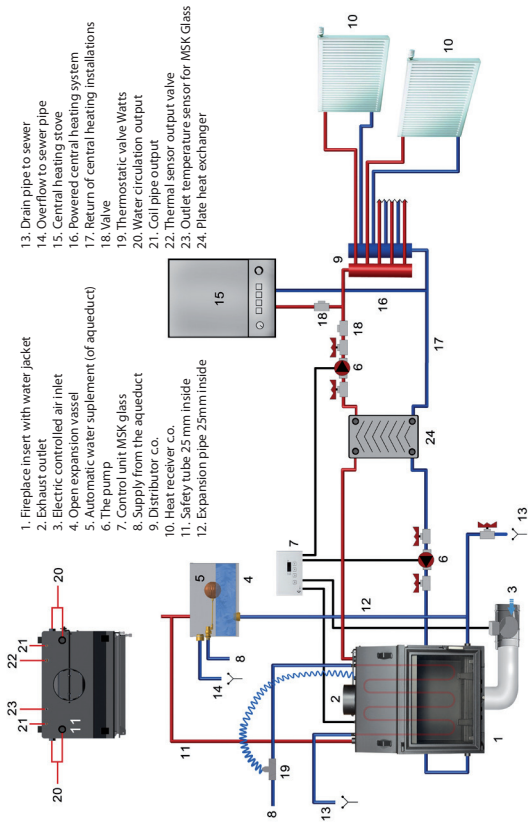 1. Fireplace insert with water jacket
2. Exhaust outlet
3. Electric controlled air inlet
4. Open expansion vassel
5. Automatic water suplement (of aqueduct)
6. The pump
7. Control unit MSK glass
8. Supply from the aqueduct
9. Distributor c.o.
10. Heat receiver c.o.
11. Safety tube 25 mm inside
12. Expansion pipe 25mm inside
13. Drain pipe to sewer
14. Overflow to sewer pipe
15. Central heating stove
16. Powered central heating system
17. Return of central heating installations
18. Valve
19. Thermostatic valve Watts
20. Water circulation output
21. Coil pipe output
22. Thermal sensor output valve
23. Outlet temperature sensor for MSK Glass
24. Plate heat exchanger
20
21
23
22
21
20
11
11
14
8
5
4
7
15
18
18
9
10
10
16
17
6
24
6
12
13
3
2
1
19
8
13